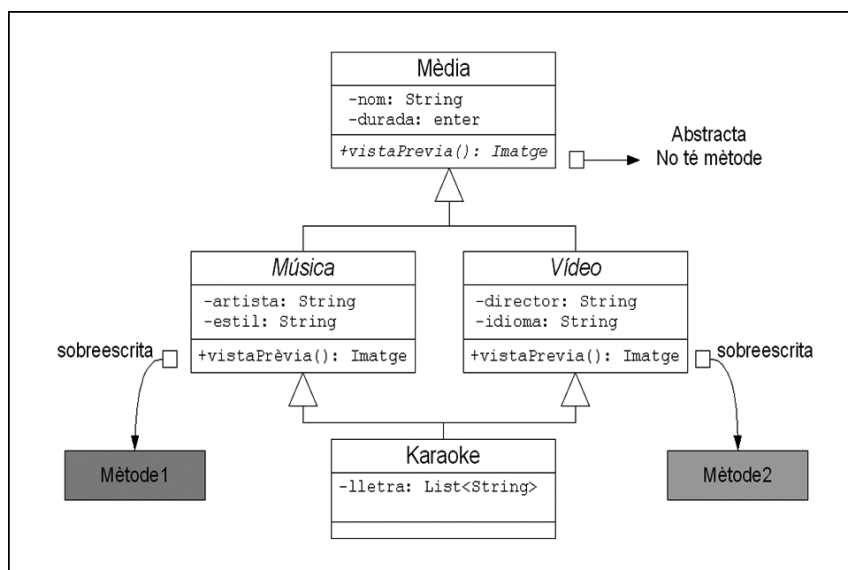 Mèdia
-nom: String
-durada: enter
+vistaPrevia(): Imatge
Abstracta
No té mètode
Música
-artista: String
-estil: String
+vistaPrèvia(): Imatge
Vídeo
-director: String
-idioma: String
+vistaPrevia(): Imatge
sobreescrita
sobreescrita
Mètode1
Karaoke
-lletra: List<String>
Mètode2